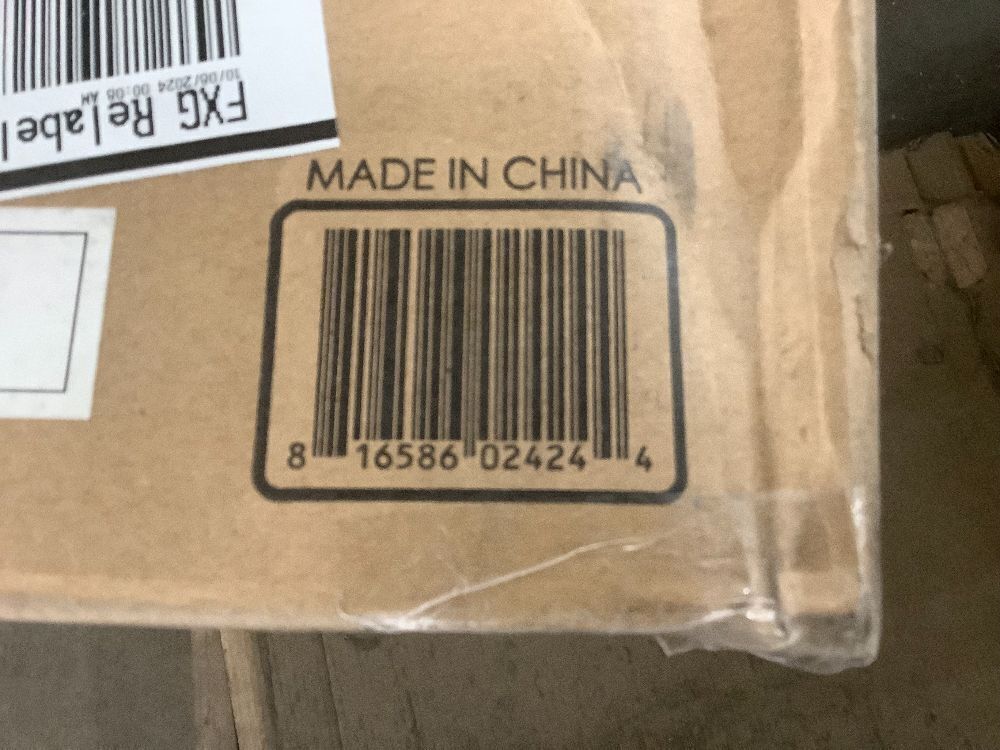 FXG Relabel
10/06/2024 00:06 AM
MADE IN CHINA
8 16586 02424 4